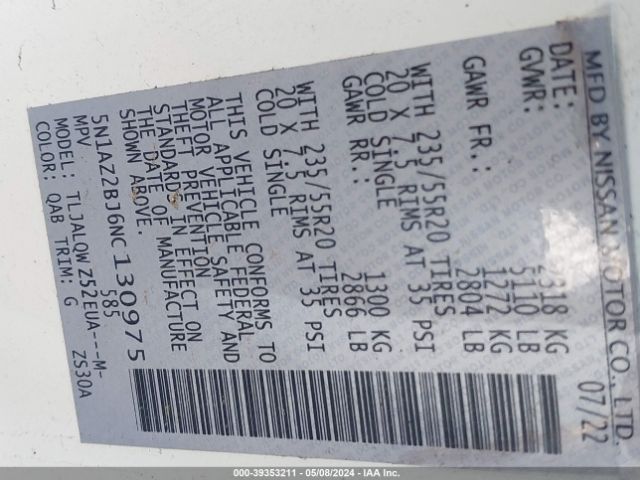 MFD BY NISSAN MOTOR CO., LTD.
DATE: 07/22
GVWR: 2318 KG
5110 LB
GAWR FR.: 1272 KG
2804 LB
WITH 235/55R20 TIRES
20 X 7.5 RIMS AT 35 PSI
COLD SINGLE
GAWR RR.: 1300 KG
2866 LB
WITH 235/55R20 TIRES
20 X 7.5 RIMS AT 35 PSI
COLD SINGLE
THIS VEHICLE CONFORMS TO
ALL APPLICABLE FEDERAL
MOTOR VEHICLE SAFETY AND
THEFT PREVENTION
STANDARDS IN EFFECT ON
THE DATE OF MANUFACTURE
SHOWN ABOVE.
5N1AZ2BJ6NC130975
MPV 585
MODEL: TLJALQWZ52EUA---M-
COLOR: QAB TRIM: G ZS30A
000-39353211 - 05/08/2024 - IAAI.com